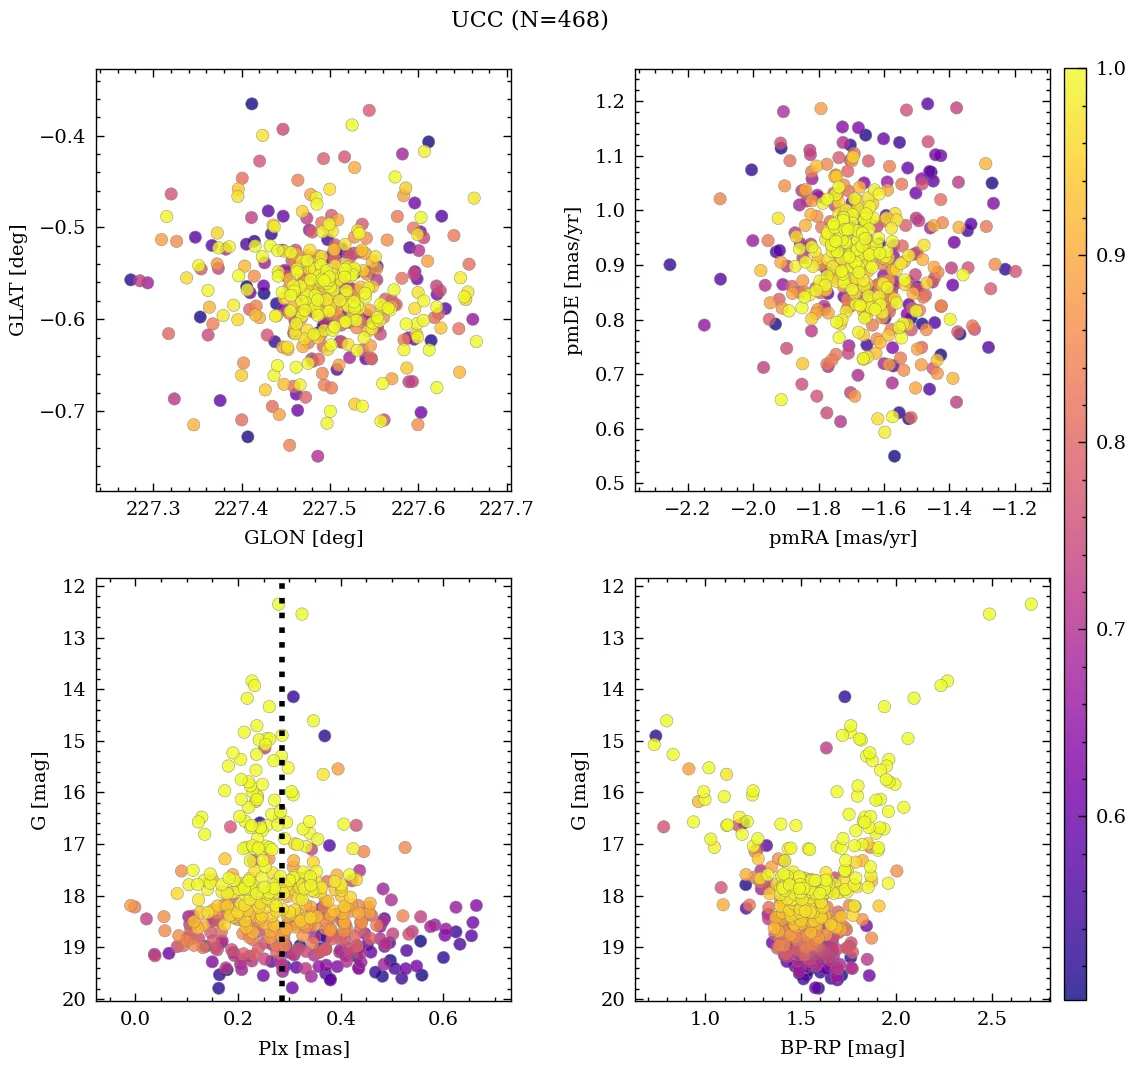 UCC (N=468)
−0.4
−0.5
−0.6
−0.7
GLAT [deg]
227.3 227.4 227.5 227.6 227.7
GLON [deg]
1.2
1.1
1.0
0.9
0.8
0.7
0.6
0.5
pmDE [mas/yr]
−2.2 −2.0 −1.8 −1.6 −1.4 −1.2
pmRA [mas/yr]
12
13
14
15
16
17
18
19
20
G [mag]
0.0 0.2 0.4 0.6
Plx [mas]
12
13
14
15
16
17
18
19
20
G [mag]
1.0 1.5 2.0 2.5
BP-RP [mag]
1.0
0.9
0.8
0.7
0.6